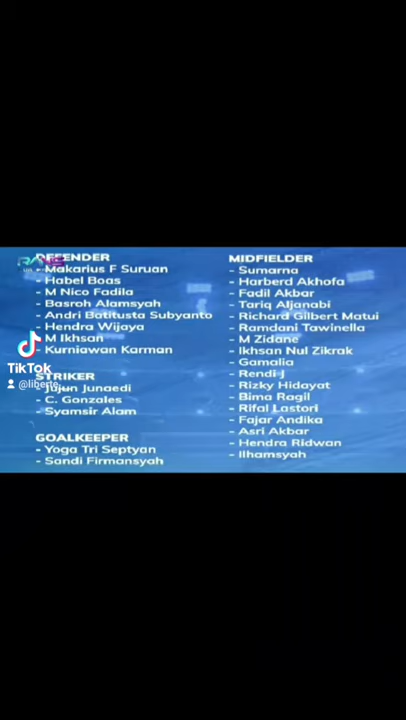 RANS
DEFENDER
- Makarius F Suruan
- Habel Boas
- M Nico Fadila
- Basroh Alamsyah
- Andri Batitusta Subyanto
- Hendra Wijaya
- M Ikhsan
- Kurniawan Karman
STRIKER
- Jujun Junaedi
- C. Gonzales
- Syamsir Alam
GOALKEEPER
- Yoga Tri Septyan
- Sandi Firmansyah
MIDFIELDER
- Sumarna
- Harberd Akhofa
- Fadil Akbar
- Tariq Aljanabi
- Richard Gilbert Matui
- Ramdani Tawinella
- M Zidane
- Ikhsan Nul Zikrak
- Gamalia
- Rendi J
- Rizky Hidayat
- Bima Ragil
- Rifal Lastori
- Fajar Andika
- Asri Akbar
- Hendra Ridwan
- Ilhamsyah
TikTok
@liberte